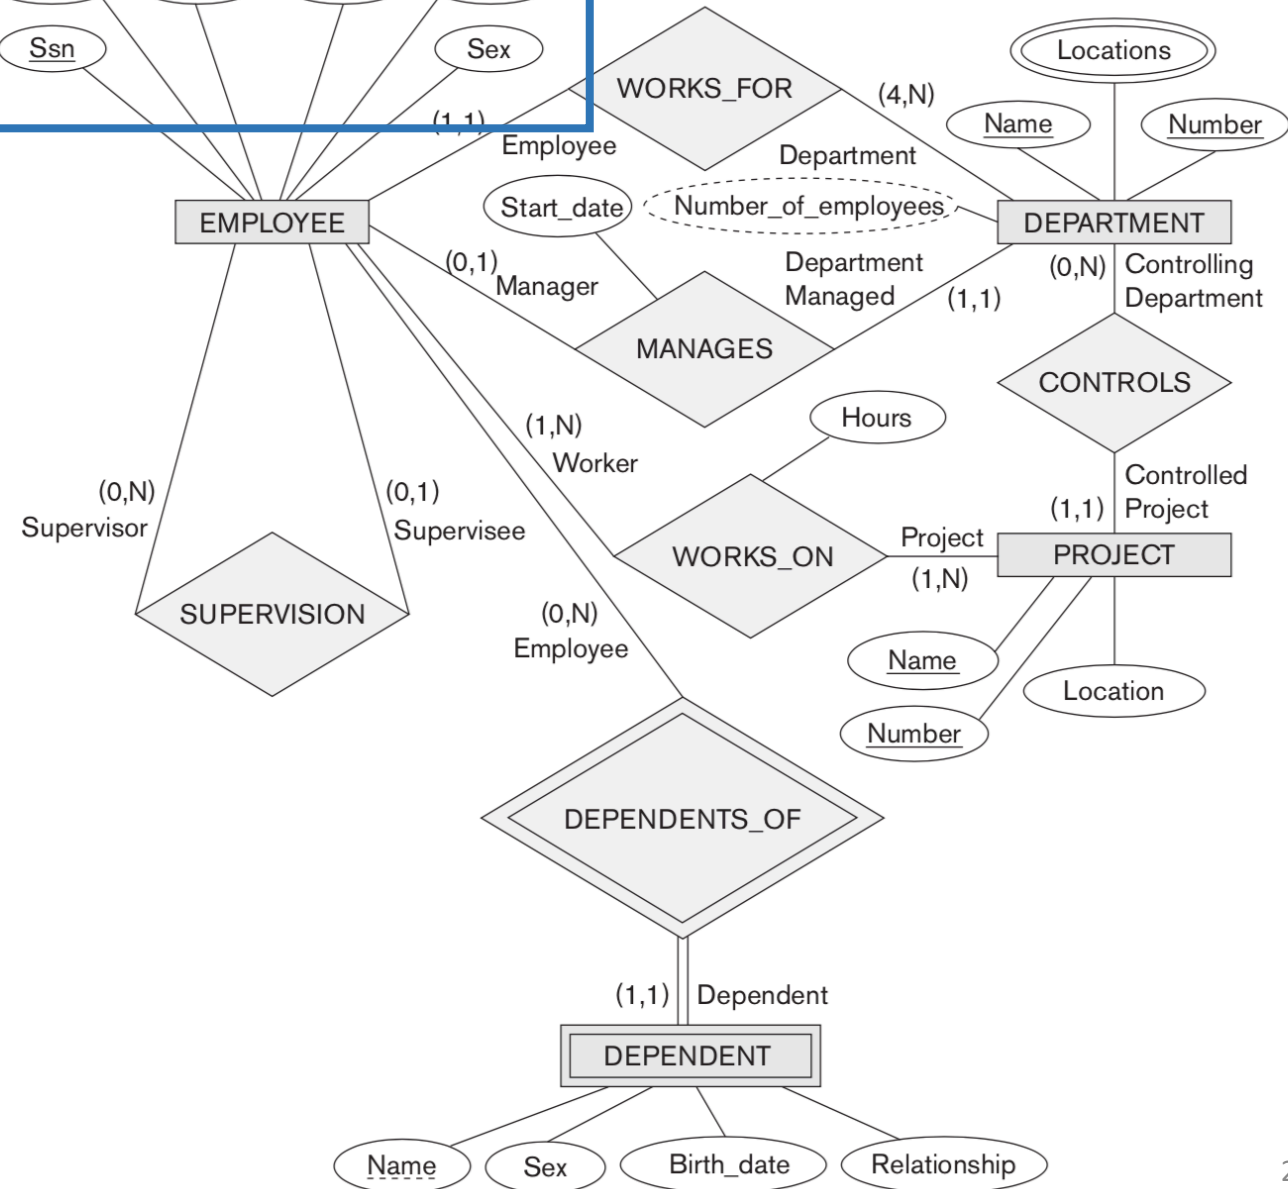 Locations
Ssn
Sex
WORKS_FOR
(4,N)
Name
Number
(1,1)
Employee
Department
Start_date
Number_of_employees
EMPLOYEE
DEPARTMENT
(0,1)
Manager
Department
Managed
(1,1)
(0,N)
Controlling
Department
MANAGES
CONTROLS
Hours
(1,N)
Worker
(0,N)
Supervisor
(0,1)
Supervisee
Controlled
Project
(1,1)
WORKS_ON
Project
(1,N)
PROJECT
SUPERVISION
(0,N)
Employee
Name
Location
Number
DEPENDENTS_OF
(1,1)
Dependent
DEPENDENT
Name
Sex
Birth_date
Relationship